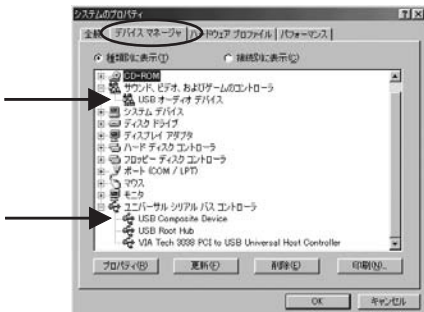 システムのプロパティ
全般 デバイス マネージャ ハードウェア プロファイル パフォーマンス
種類別に表示(T) 接続別に表示(C)
CD-ROM
サウンド、ビデオ、およびゲームのコントローラ
USB オーディオ デバイス
システム デバイス
ディスク ドライブ
ディスプレイ アダプタ
ハード ディスク コントローラ
フロッピー ディスク コントローラ
ポート (COM / LPT)
マウス
モニタ
ユニバーサル シリアル バス コントローラ
USB Composite Device
USB Root Hub
VIA Tech 3038 PCI to USB Universal Host Controller
プロパティ(R) 更新(F) 削除(E) 印刷(N)...
OK キャンセル